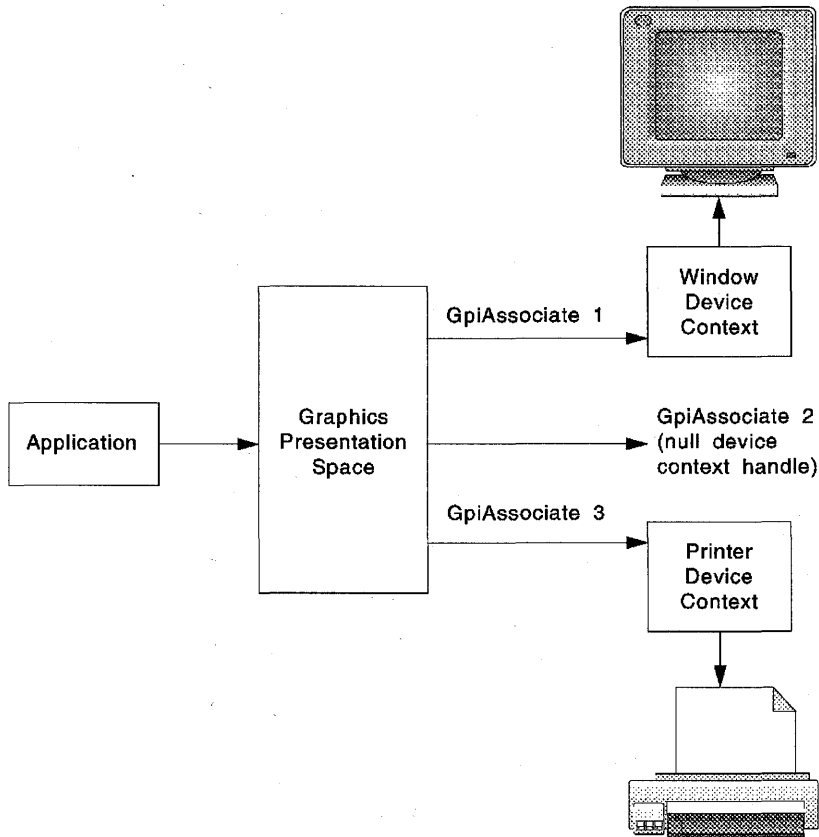 Window
Device
Context
GpiAssociate 1
Application
Graphics
Presentation
Space
GpiAssociate 2
(null device
context handle)
GpiAssociate 3
Printer
Device
Context